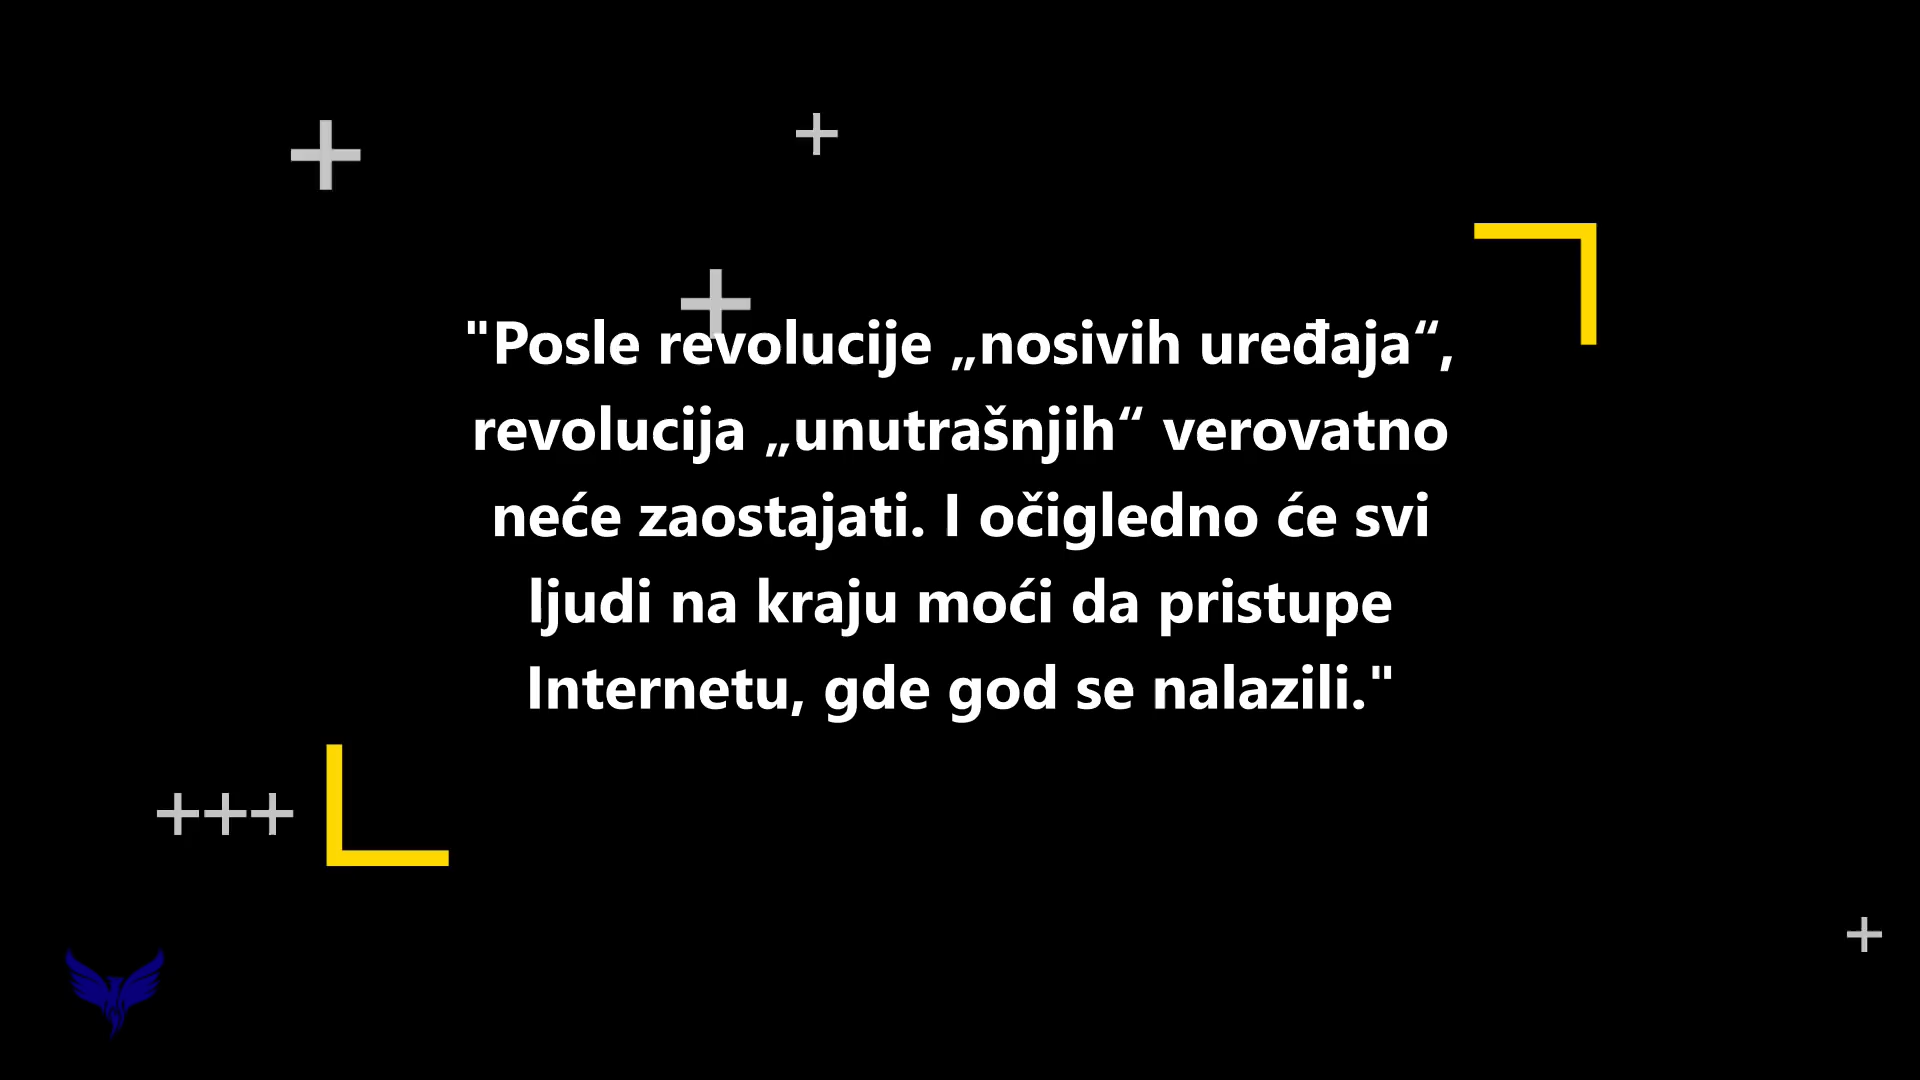 "Posle revolucije „nosivih uređaja“,
revolucija „unutrašnjih“ verovatno
neće zaostajati. I očigledno će svi
ljudi na kraju moći da pristupe
Internetu, gde god se nalazili."